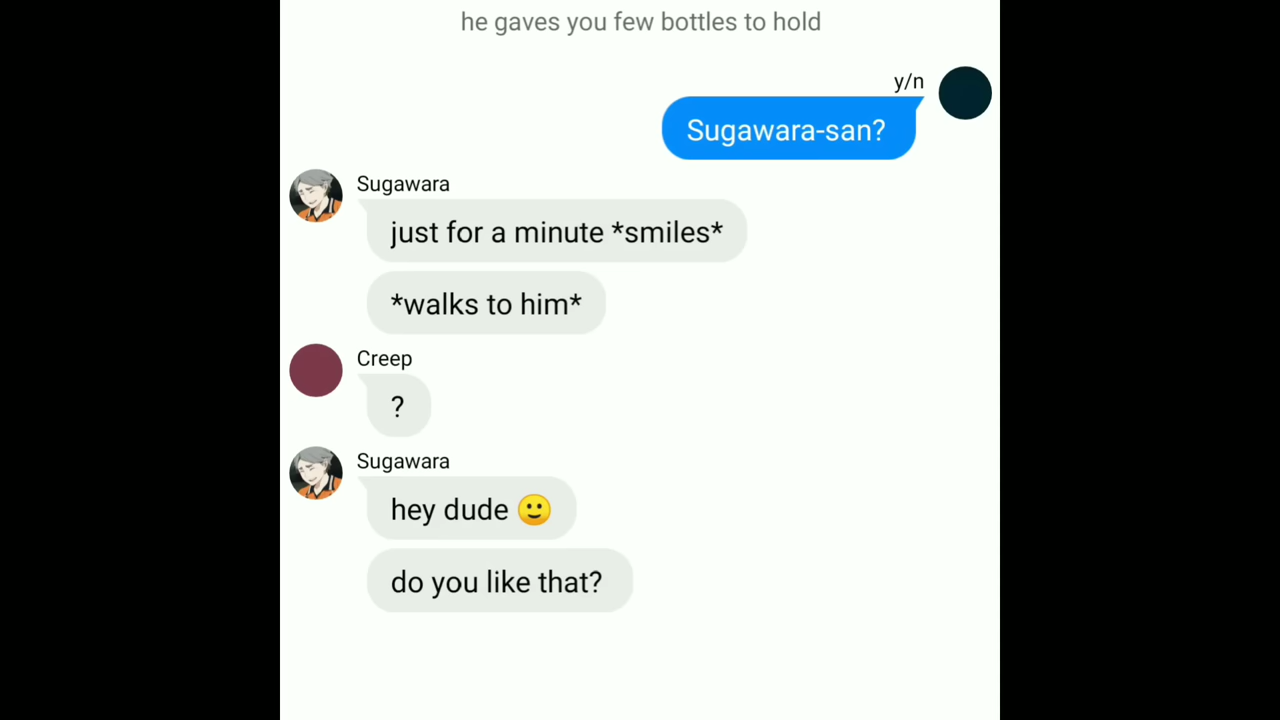 he gaves you few bottles to hold
y/n
Sugawara-san?
Sugawara
just for a minute *smiles*
*walks to him*
Creep
?
Sugawara
hey dude 🙂
do you like that?